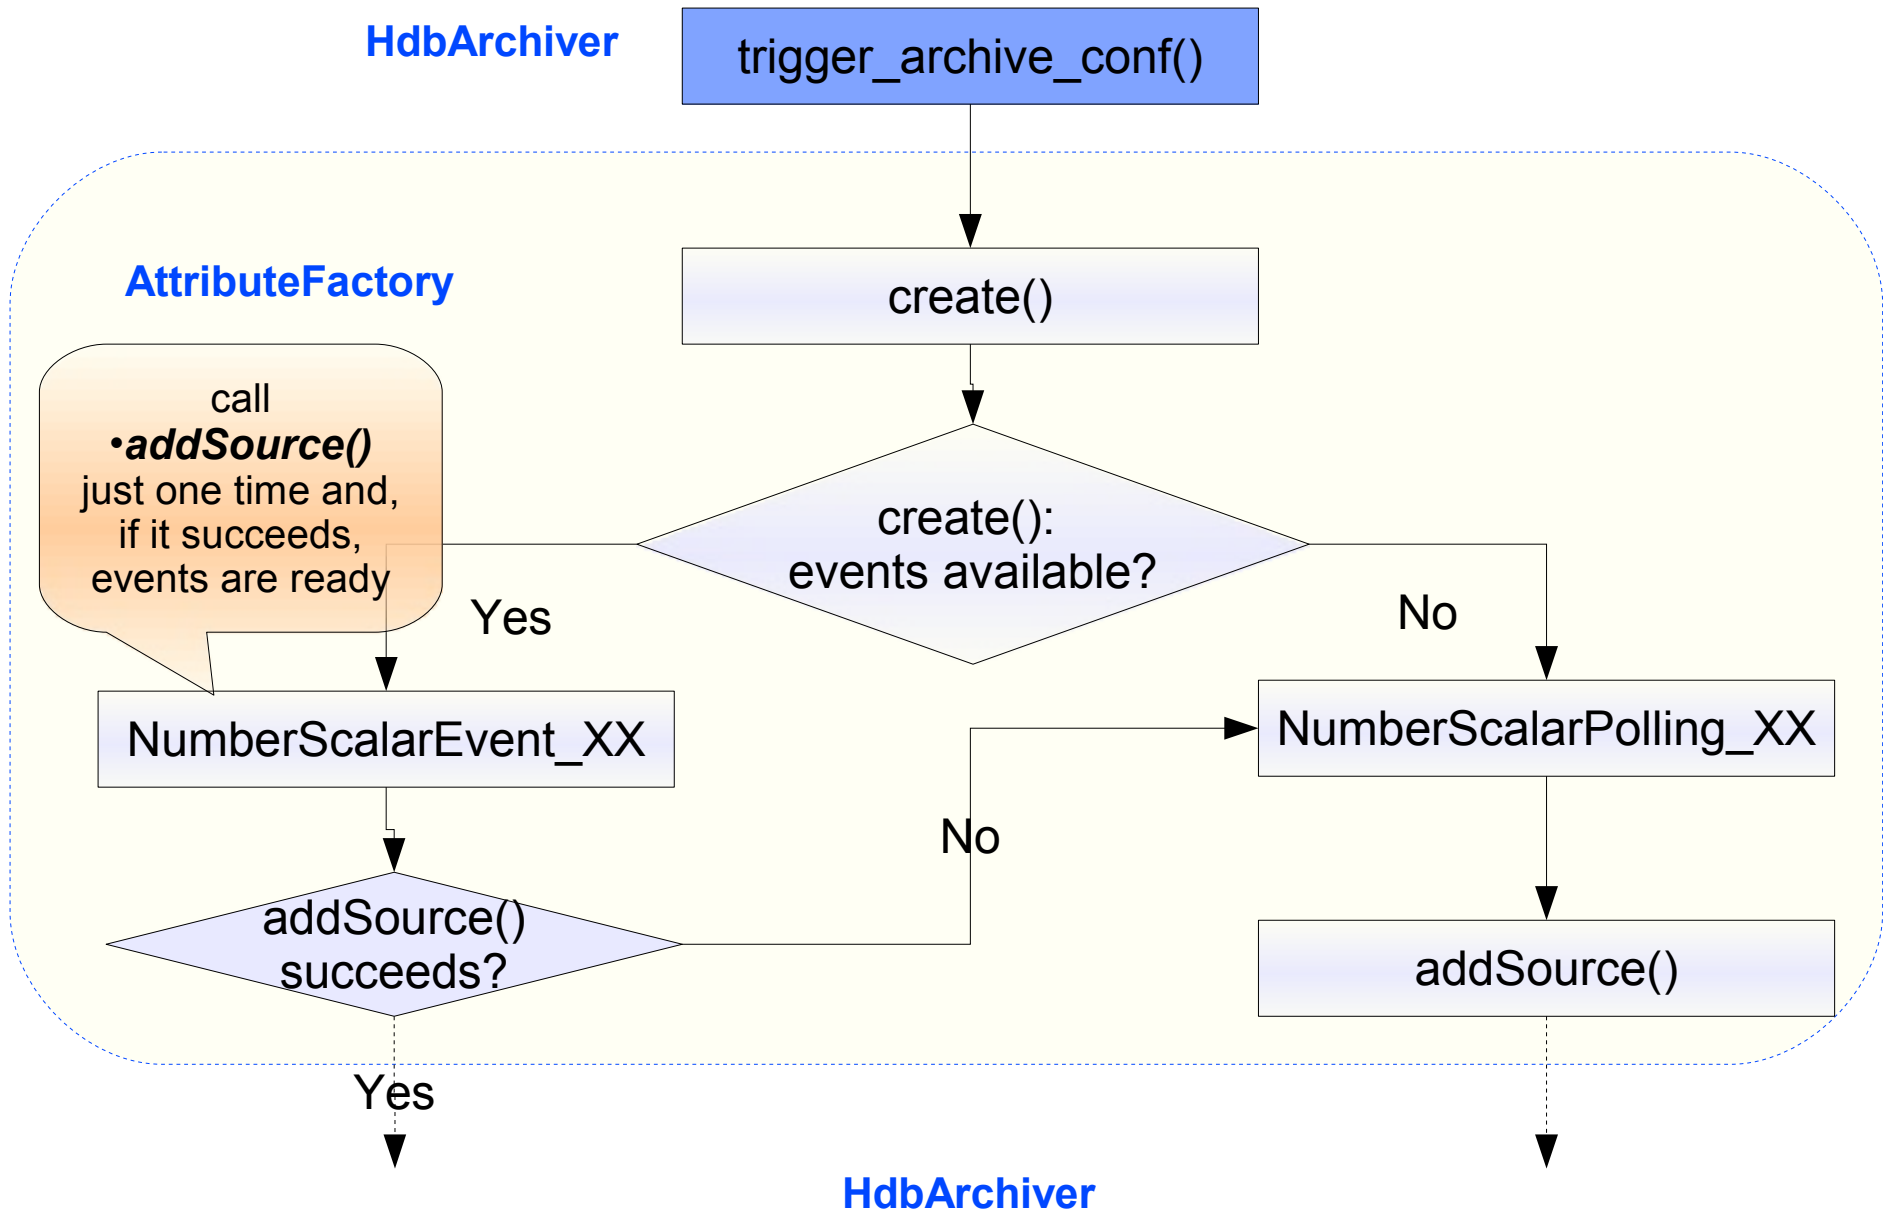 HdbArchiver
trigger_archive_conf()
AttributeFactory
create()
call
•addSource()
just one time and,
if it succeeds,
events are ready
create():
events available?
Yes
No
NumberScalarEvent_XX
NumberScalarPolling_XX
No
addSource()
succeeds?
addSource()
Yes
HdbArchiver